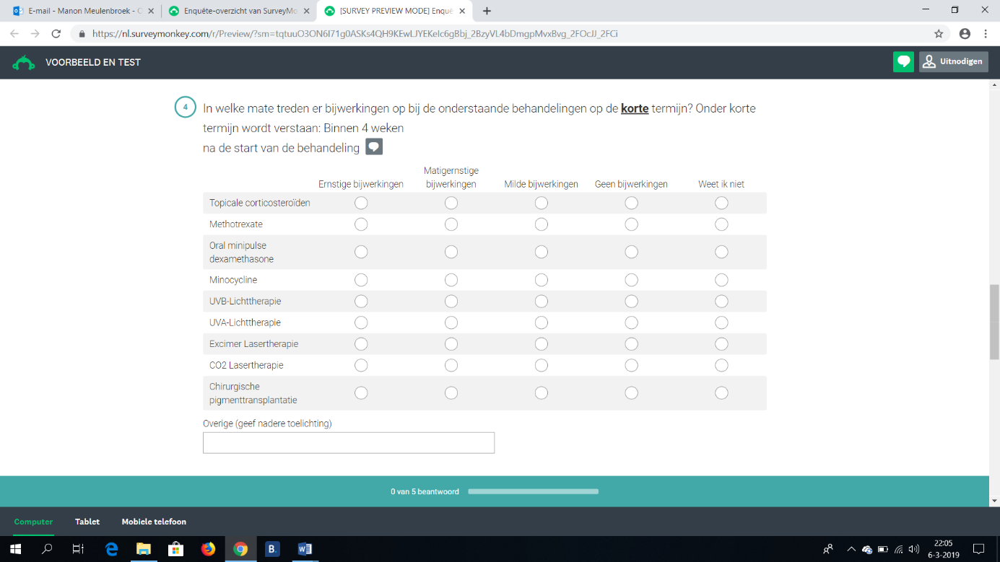 E-mail - Manon Meulenbroek - O
Enquête-overzicht van SurveyMo
[SURVEY PREVIEW MODE] Enquê
https://nl.surveymonkey.com/r/Preview/?sm=tqtuuO3ON6I71g0ASKs4QH9KEwLJYEKelc6gBbj_2BzyVL4bDmgpMvxBvg_2FOcJJ_2FCi
VOORBEELD EN TEST
Uitnodigen
4
In welke mate treden er bijwerkingen op bij de onderstaande behandelingen op de korte termijn? Onder korte
termijn wordt verstaan: Binnen 4 weken
na de start van de behandeling
Ernstige bijwerkingen
Matigernstige
bijwerkingen
Milde bijwerkingen
Geen bijwerkingen
Weet ik niet
Topicale corticosteroïden
Methotrexate
Oral minipulse
dexamethasone
Minocycline
UVB-Lichttherapie
UVA-Lichttherapie
Excimer Lasertherapie
CO2 Lasertherapie
Chirurgische
pigmenttransplantatie
Overige (geef nadere toelichting)
0 van 5 beantwoord
Computer Tablet Mobiele telefoon
B.
22:05
6-3-2019